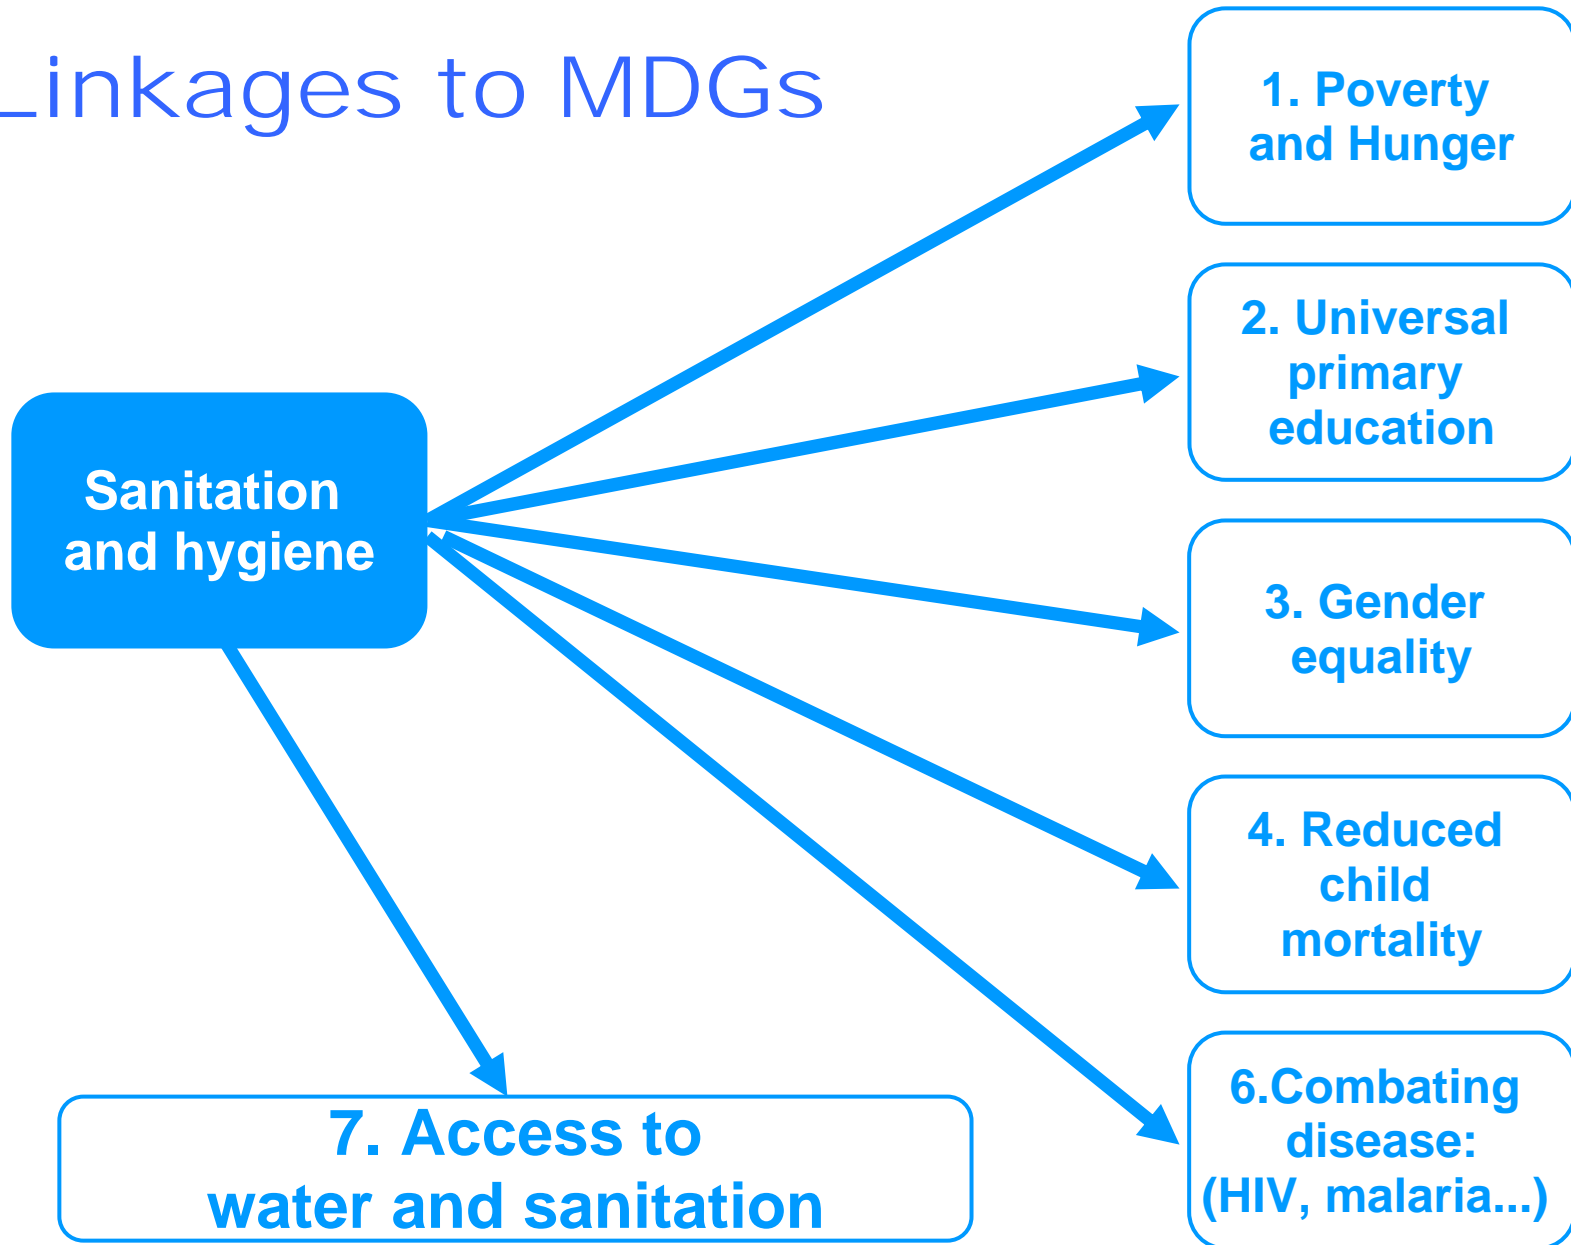 Linkages to MDGs
1. Poverty
and Hunger
2. Universal
primary
education
Sanitation
and hygiene
3. Gender
equality
4. Reduced
child
mortality
6.Combating
disease:
(HIV, malaria...)
7. Access to
water and sanitation